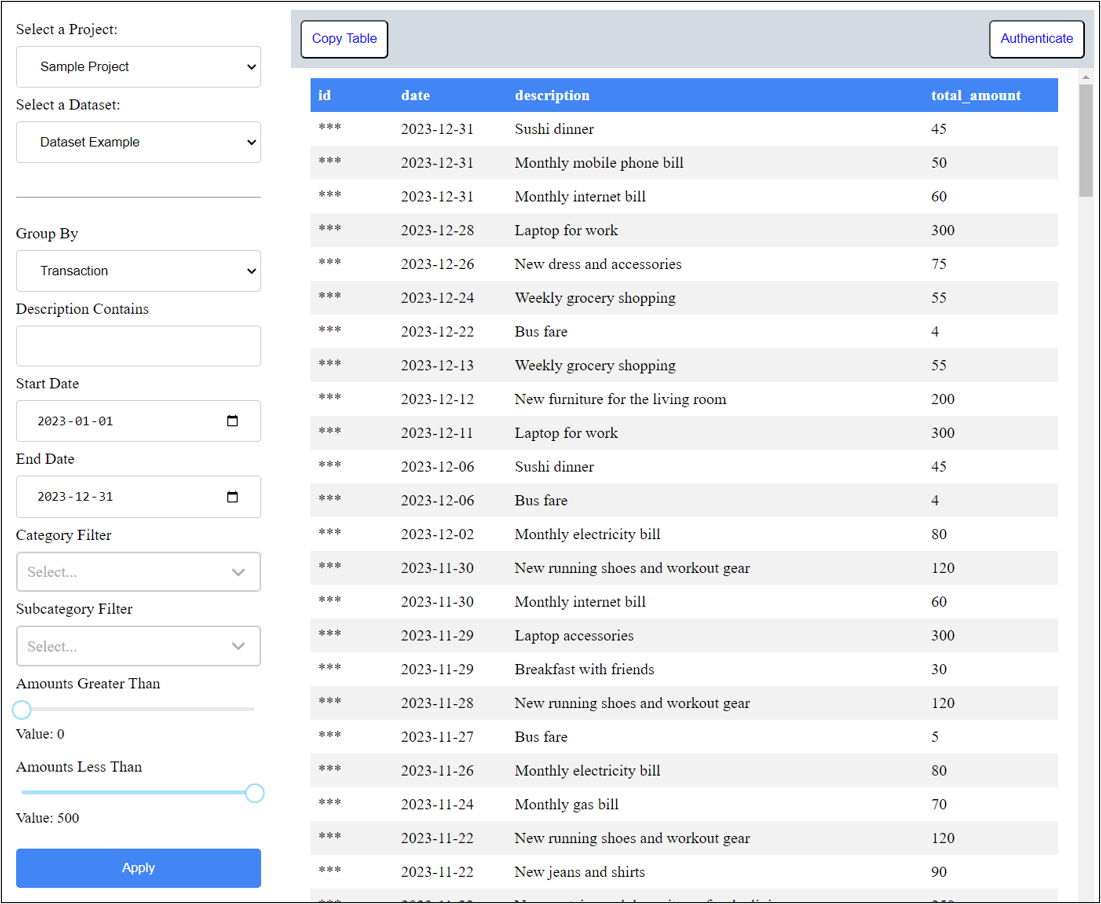 Select a Project:
Sample Project
Select a Dataset:
Dataset Example
Group By
Transaction
Description Contains
Start Date
2023-01-01
End Date
2023-12-31
Category Filter
Select...
Subcategory Filter
Select...
Amounts Greater Than
Value: 0
Amounts Less Than
Value: 500
Apply
Copy Table
Authenticate
id date description total_amount
*** 2023-12-31 Sushi dinner 45
*** 2023-12-31 Monthly mobile phone bill 50
*** 2023-12-31 Monthly internet bill 60
*** 2023-12-28 Laptop for work 300
*** 2023-12-26 New dress and accessories 75
*** 2023-12-24 Weekly grocery shopping 55
*** 2023-12-22 Bus fare 4
*** 2023-12-13 Weekly grocery shopping 55
*** 2023-12-12 New furniture for the living room 200
*** 2023-12-11 Laptop for work 300
*** 2023-12-06 Sushi dinner 45
*** 2023-12-06 Bus fare 4
*** 2023-12-02 Monthly electricity bill 80
*** 2023-11-30 New running shoes and workout gear 120
*** 2023-11-30 Monthly internet bill 60
*** 2023-11-29 Laptop accessories 300
*** 2023-11-29 Breakfast with friends 30
*** 2023-11-28 New running shoes and workout gear 120
*** 2023-11-27 Bus fare 5
*** 2023-11-26 Monthly electricity bill 80
*** 2023-11-24 Monthly gas bill 70
*** 2023-11-22 New running shoes and workout gear 120
*** 2023-11-22 New jeans and shirts 90